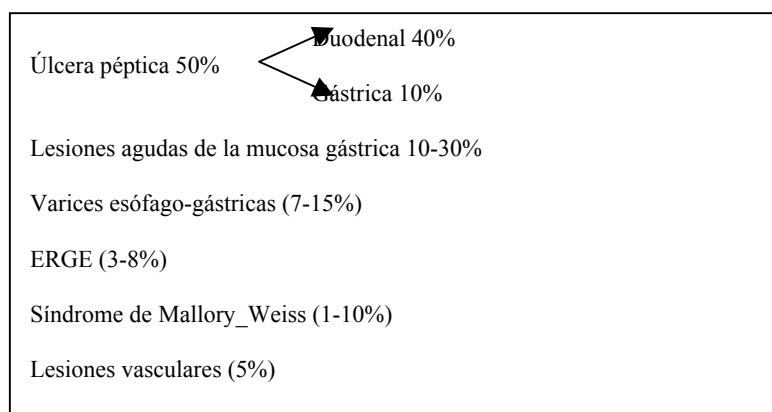 Duodenal 40%
Úlcera péptica 50%
Gástrica 10%
Lesiones agudas de la mucosa gástrica 10-30%
Varices esófago-gástricas (7-15%)
ERGE (3-8%)
Síndrome de Mallory_Weiss (1-10%)
Lesiones vasculares (5%)